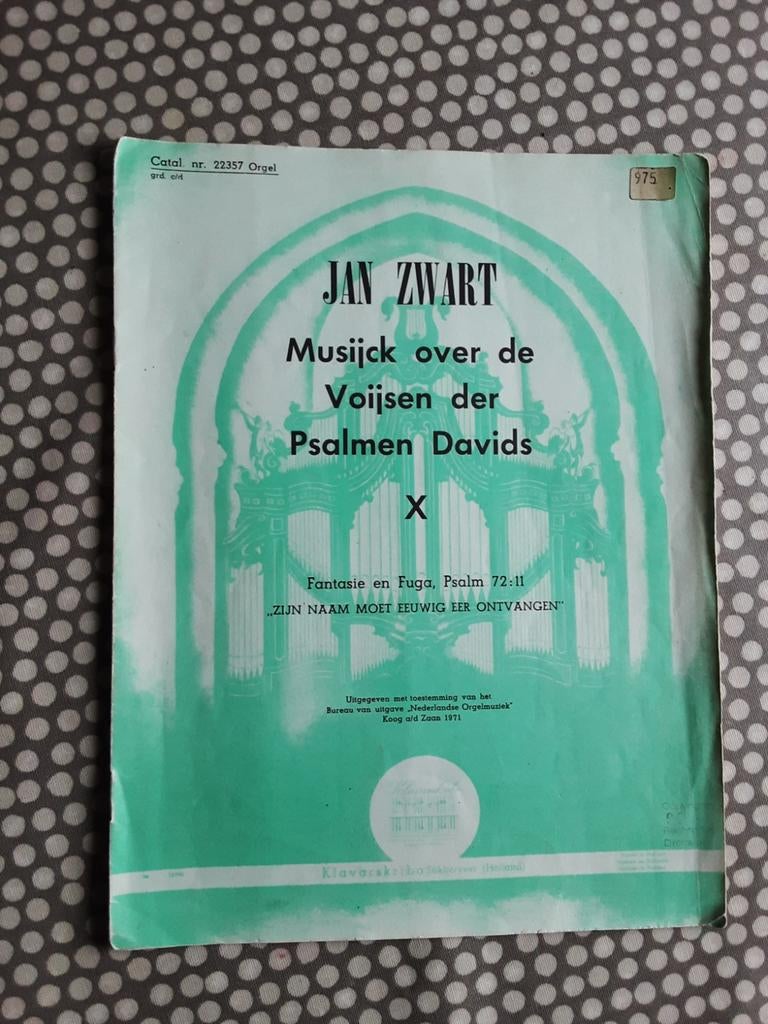 Catal. nr. 22357 Orgel
grd. c/d
975
JAN ZWART
Musijck over de
Voijsen der
Psalmen Davids
X
Fantasie en Fuga, Psalm 72:11
„ZIJN NAAM MOET EEUWIG EER ONTVANGEN"
Uitgegeven met toestemming van het
Bureau van uitgave „Nederlandse Orgelmuziek"
Koog a/d Zaan 1971
Klavarskribo Slikkerveer (Holland)